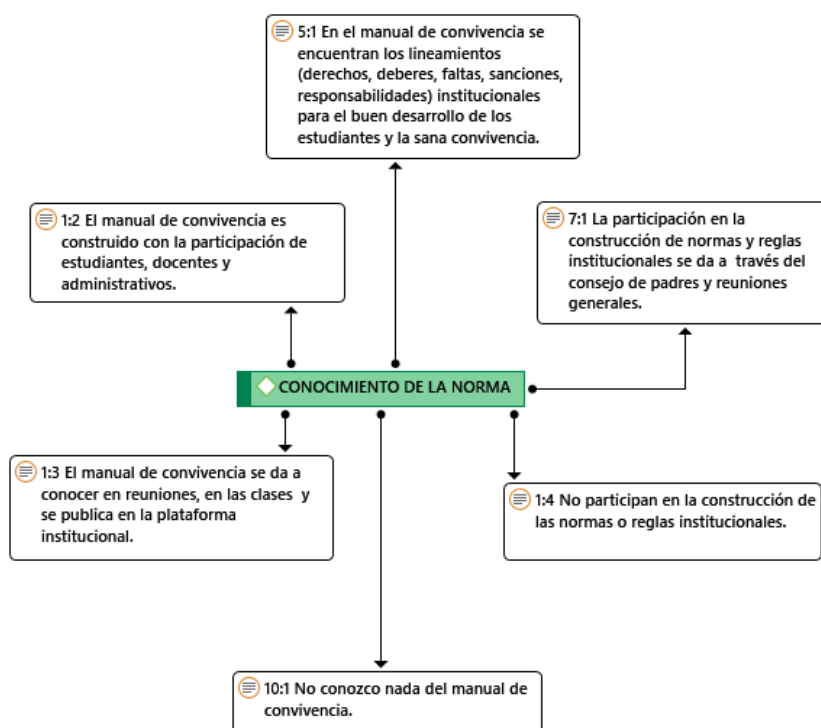 5:1 En el manual de convivencia se
encuentran los lineamientos
(derechos, deberes, faltas, sanciones,
responsabilidades) institucionales
para el buen desarrollo de los
estudiantes y la sana convivencia.
1:2 El manual de convivencia es
construido con la participación de
estudiantes, docentes y
administrativos.
7:1 La participación en la
construcción de normas y reglas
institucionales se da a través del
consejo de padres y reuniones
generales.
CONOCIMIENTO DE LA NORMA
1:3 El manual de convivencia se da a
conocer en reuniones, en las clases y
se publica en la plataforma
institucional.
1:4 No participan en la construcción de
las normas o reglas institucionales.
10:1 No conozco nada del manual de
convivencia.